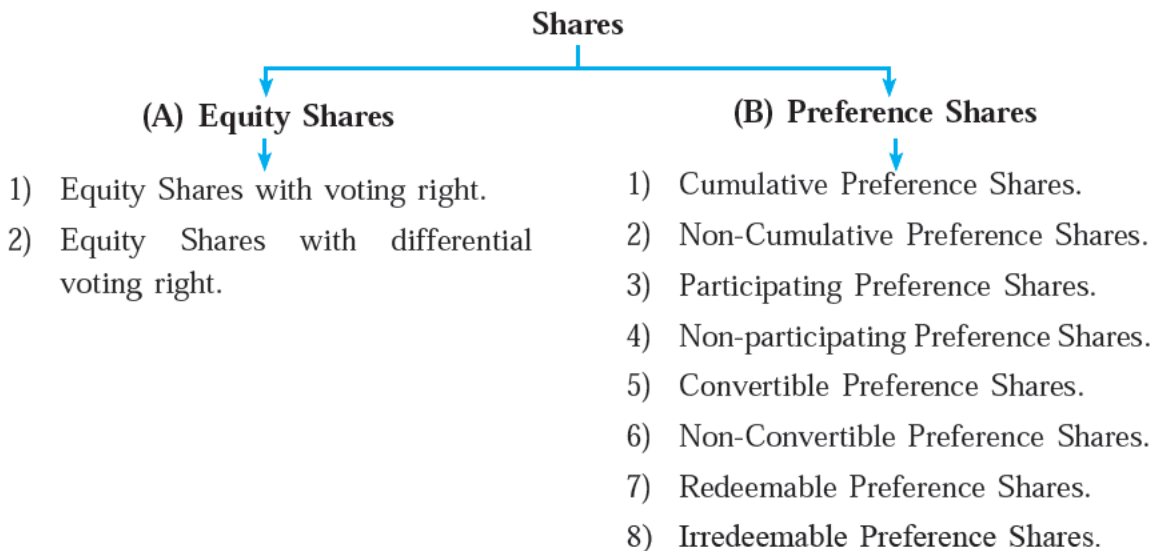 Shares
(A) Equity Shares
1) Equity Shares with voting right.
2) Equity Shares with differential
voting right.
(B) Preference Shares
1) Cumulative Preference Shares.
2) Non-Cumulative Preference Shares.
3) Participating Preference Shares.
4) Non-participating Preference Shares.
5) Convertible Preference Shares.
6) Non-Convertible Preference Shares.
7) Redeemable Preference Shares.
8) Irredeemable Preference Shares.